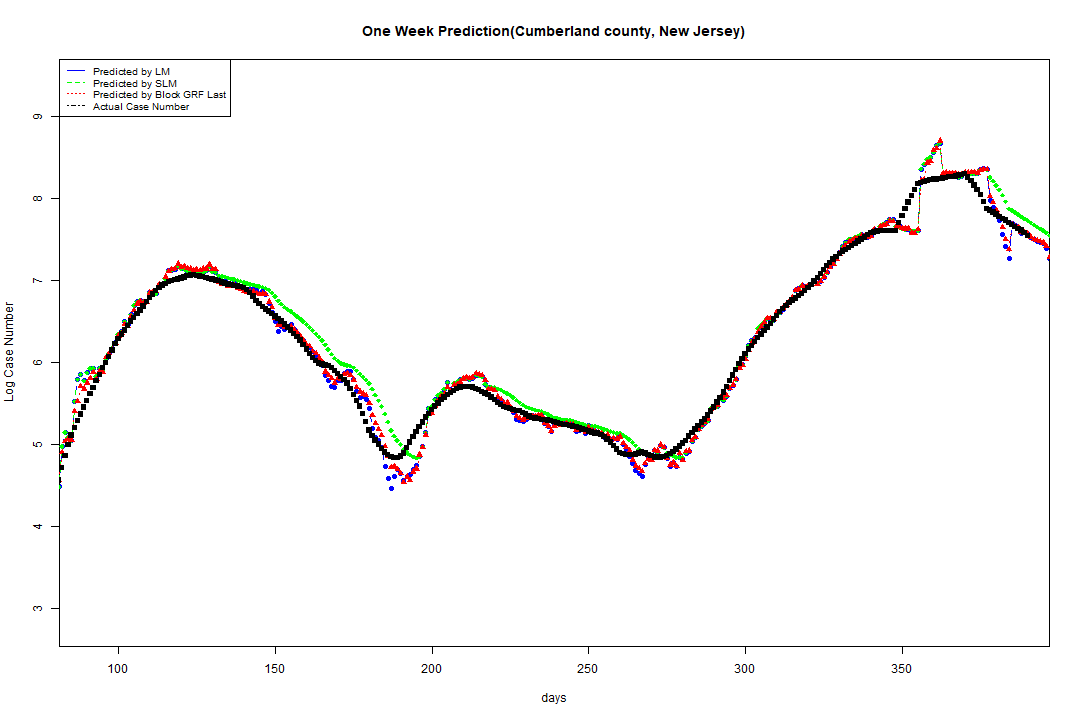 One Week Prediction(Cumberland county, New Jersey)
Predicted by LM
Predicted by SLM
Predicted by Block GRF Last
Actual Case Number
9
8
7
6
5
4
3
Log Case Number
100 150 200 250 300 350
days